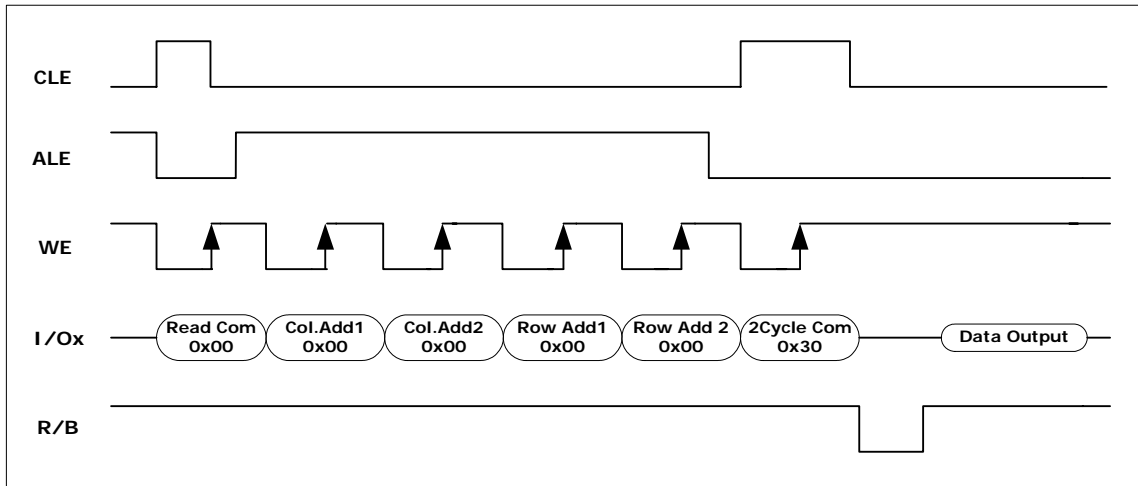 CLE
ALE
WE
I/Ox
Read Com
0x00
Col.Add1
0x00
Col.Add2
0x00
Row Add1
0x00
Row Add 2
0x00
2Cycle Com
0x30
Data Output
R/B